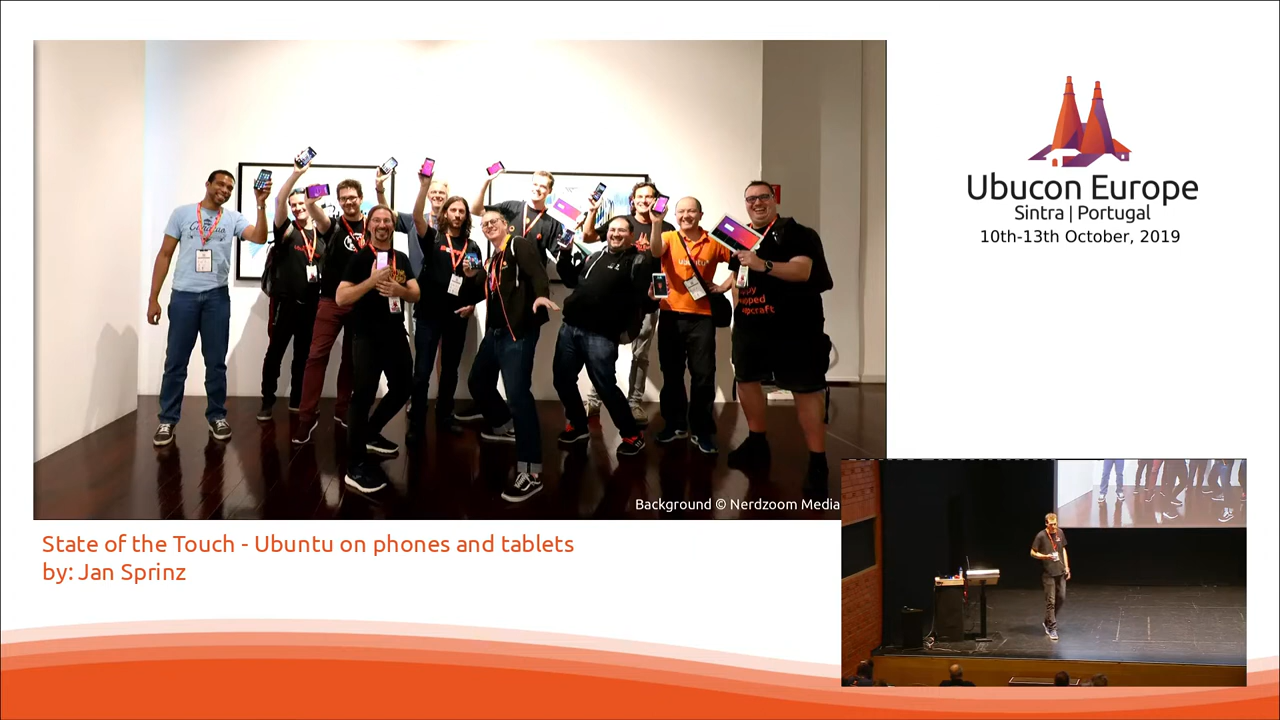 Ubucon Europe
Sintra | Portugal
10th-13th October, 2019
ubuntu
Background © Nerdzoom Media
State of the Touch - Ubuntu on phones and tablets
by: Jan Sprinz